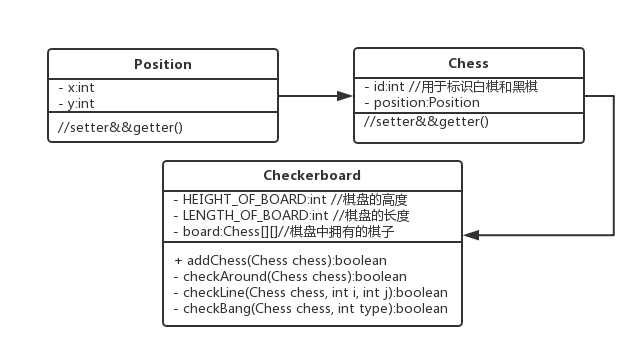 Position
- x:int
- y:int
//setter&&getter()
Chess
- id:int //用于标识白棋和黑棋
- position:Position
//setter&&getter()
Checkerboard
- HEIGHT_OF_BOARD:int //棋盘的高度
- LENGTH_OF_BOARD:int //棋盘的长度
- board:Chess[][]//棋盘中拥有的棋子
+ addChess(Chess chess):boolean
- checkAround(Chess chess):boolean
- checkLine(Chess chess, int i, int j):boolean
- checkBang(Chess chess, int type):boolean